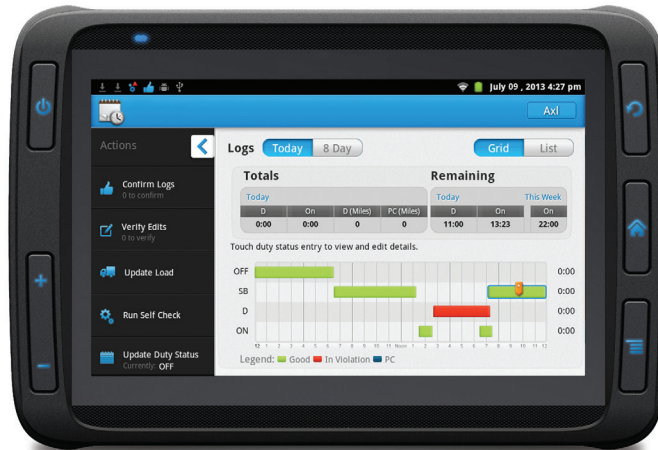 July 09 , 2013 4:27 pm
Axl
Actions
Confirm Logs
0 to confirm
Verify Edits
0 to verify
Update Load
Run Self Check
Update Duty Status
Currently: OFF
Logs Today 8 Day Grid List
Totals Remaining
Today Today This Week
D On D (Miles) PC (Miles) D On On
0:00 0:00 0 0 11:00 13:23 22:00
Touch duty status entry to view and edit details.
OFF 0:00
SB 0:00
D 0:00
ON 0:00
12 1 2 3 4 5 6 7 8 9 10 11 Noon 1 2 3 4 5 6 7 8 9 10 11 12
Legend: Good In Violation PC